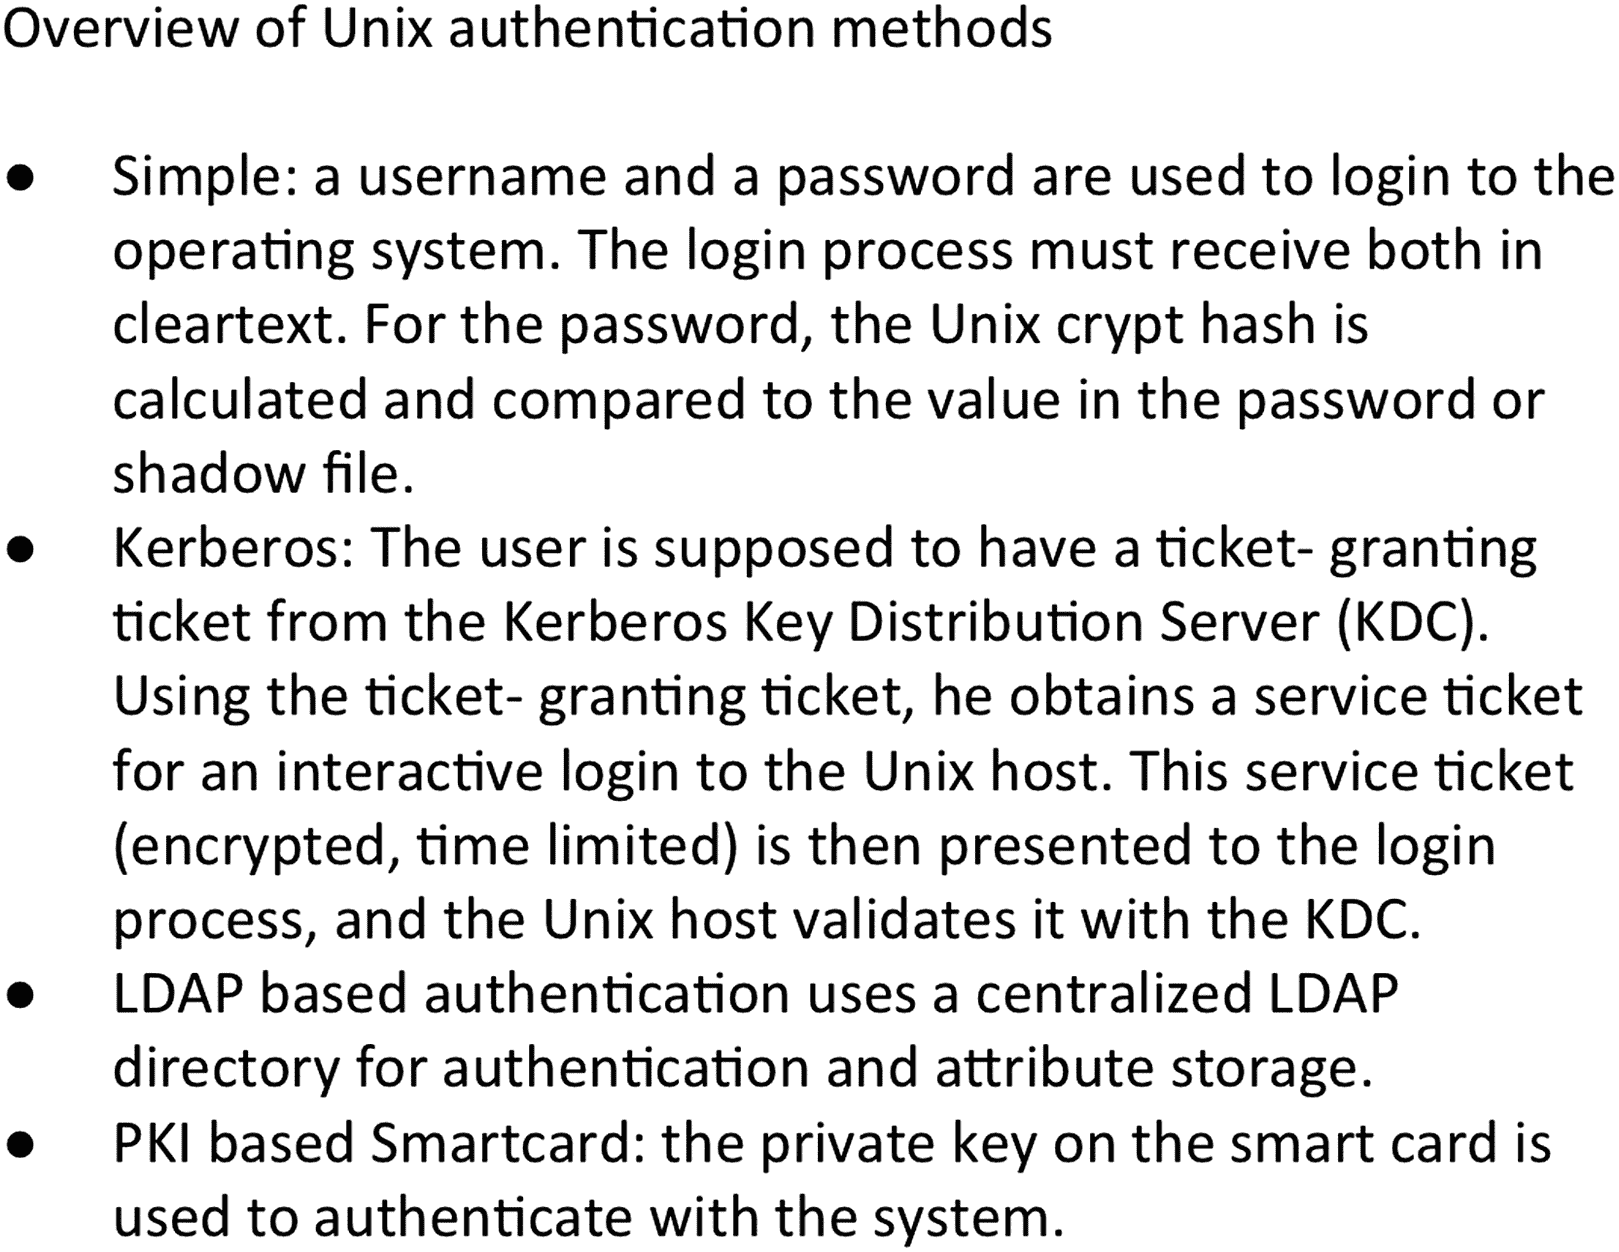 Overview of Unix authentication methods
● Simple: a username and a password are used to login to the
operating system. The login process must receive both in
cleartext. For the password, the Unix crypt hash is
calculated and compared to the value in the password or
shadow file.
● Kerberos: The user is supposed to have a ticket- granting
ticket from the Kerberos Key Distribution Server (KDC).
Using the ticket- granting ticket, he obtains a service ticket
for an interactive login to the Unix host. This service ticket
(encrypted, time limited) is then presented to the login
process, and the Unix host validates it with the KDC.
● LDAP based authentication uses a centralized LDAP
directory for authentication and attribute storage.
● PKI based Smartcard: the private key on the smart card is
used to authenticate with the system.